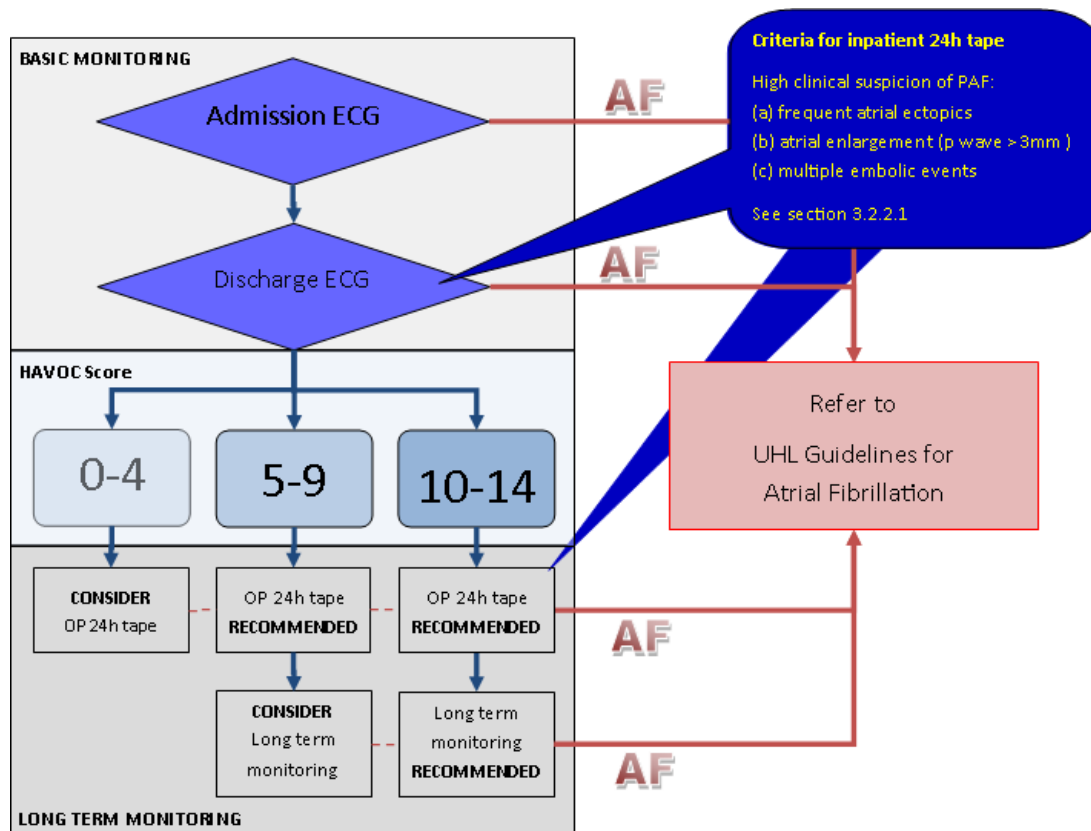 BASIC MONITORING
Admission ECG
AF
Criteria for inpatient 24h tape
High clinical suspicion of PAF:
(a) frequent atrial ectopics
(b) atrial enlargement (p wave > 3mm )
(c) multiple embolic events
See section 3.2.2.1
Discharge ECG
AF
HAVOC Score
0-4
5-9
10-14
Refer to
UHL Guidelines for
Atrial Fibrillation
CONSIDER
OP 24h tape
OP 24h tape
RECOMMENDED
OP 24h tape
RECOMMENDED
AF
CONSIDER
Long term
monitoring
Long term
monitoring
RECOMMENDED
AF
LONG TERM MONITORING